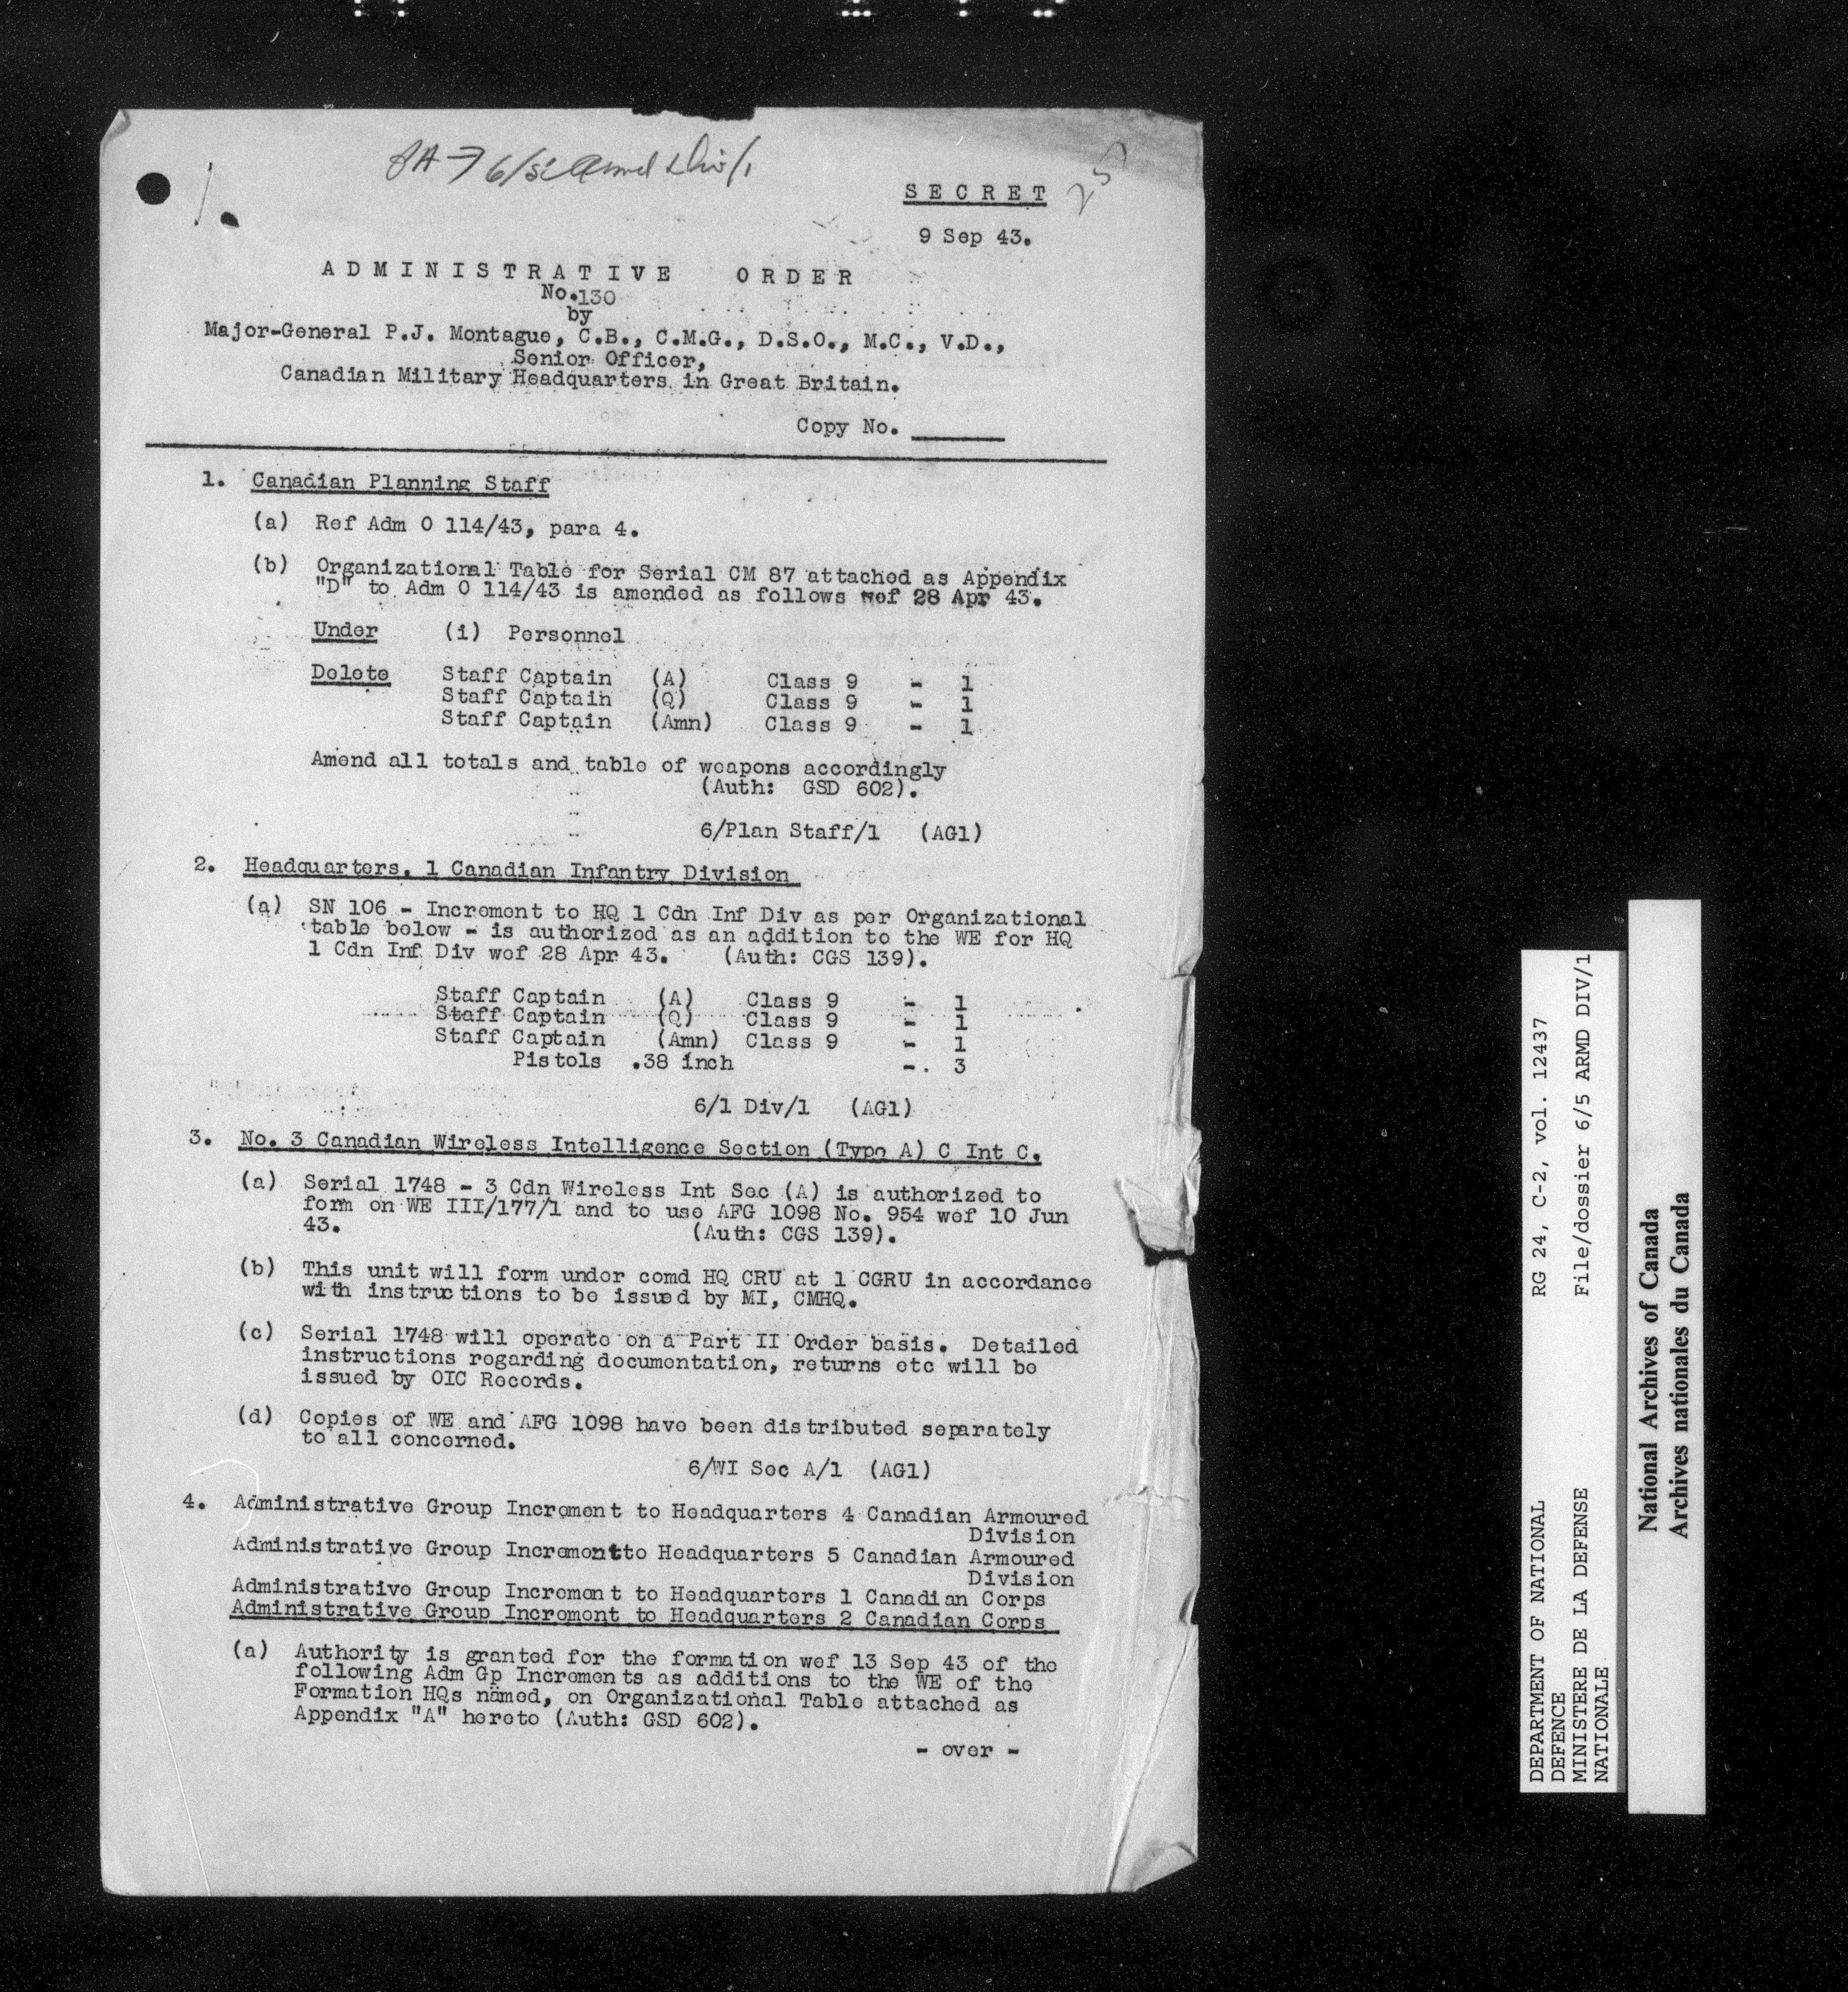 6/5 Armd Div/1
SECRET
9 Sep 43.
ADMINISTRATIVE ORDER
No.130
by
Major-General P.J. Montague, C.B., C.M.G., D.S.O., M.C., V.D.,
Senior Officer,
Canadian Military Headquarters in Great Britain.
Copy No. ______
1. Canadian Planning Staff
(a) Ref Adm O 114/43, para 4.
(b) Organizational Table for Serial CM 87 attached as Appendix
"D" to Adm O 114/43 is amended as follows wef 28 Apr 43.
Under (i) Personnel
Delete Staff Captain (A) Class 9 - 1
Staff Captain (Q) Class 9 - 1
Staff Captain (Amn) Class 9 - 1
Amend all totals and table of weapons accordingly
(Auth: GSD 602).
6/Plan Staff/1 (AG1)
2. Headquarters, 1 Canadian Infantry Division
(a) SN 106 - Increment to HQ 1 Cdn Inf Div as per Organizational
table below - is authorized as an addition to the WE for HQ
1 Cdn Inf Div wef 28 Apr 43. (Auth: CGS 139).
Staff Captain (A) Class 9 - 1
Staff Captain (Q) Class 9 - 1
Staff Captain (Amn) Class 9 - 1
Pistols .38 inch - 3
6/1 Div/1 (AG1)
3. No. 3 Canadian Wireless Intelligence Section (Type A) C Int C.
(a) Serial 1748 - 3 Cdn Wireless Int Sec (A) is authorized to
form on WE III/177/1 and to use AFG 1098 No. 954 wef 10 Jun
43. (Auth: CGS 139).
(b) This unit will form under comd HQ CRU at 1 CGRU in accordance
with instructions to be issued by MI, CMHQ.
(c) Serial 1748 will operate on a Part II Order basis. Detailed
instructions regarding documentation, returns etc will be
issued by OIC Records.
(d) Copies of WE and AFG 1098 have been distributed separately
to all concerned.
6/WI Sec A/1 (AG1)
4. Administrative Group Increment to Headquarters 4 Canadian Armoured
Division
Administrative Group Incrementto Headquarters 5 Canadian Armoured
Division
Administrative Group Increment to Headquarters 1 Canadian Corps
Administrative Group Increment to Headquarters 2 Canadian Corps
(a) Authority is granted for the formation wef 13 Sep 43 of the
following Adm Gp Increments as additions to the WE of the
Formation HQs named, on Organizational Table attached as
Appendix "A" hereto (Auth: GSD 602).
- over -
DEPARTMENT OF NATIONAL RG 24, C-2, vol. 12437
DEFENCE
MINISTERE DE LA DEFENSE File/dossier 6/5 ARMD DIV/1
NATIONALE
National Archives of Canada
Archives nationales du Canada